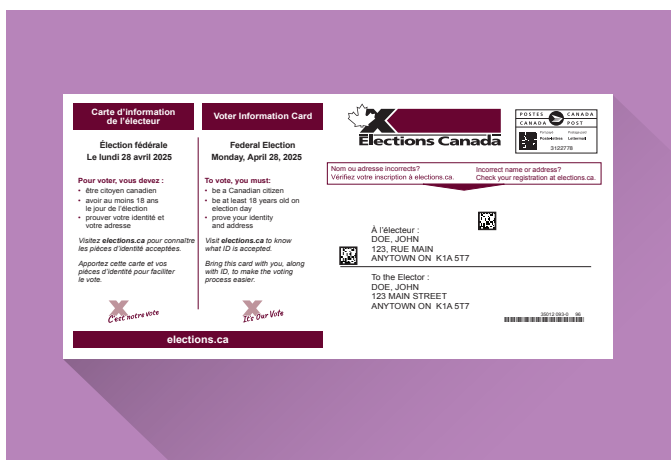 Carte d'information
de l'électeur
Élection fédérale
Le lundi 28 avril 2025
Pour voter, vous devez :
• être citoyen canadien
• avoir au moins 18 ans
le jour de l'élection
• prouver votre identité et
votre adresse
Visitez elections.ca pour connaître
les pièces d'identité acceptées.
Apportez cette carte et vos
pièces d'identité pour faciliter
le vote.
X
C'est notre vote
Voter Information Card
Federal Election
Monday, April 28, 2025
To vote, you must:
• be a Canadian citizen
• be at least 18 years old on
election day
• prove your identity
and address
Visit elections.ca to know
what ID is accepted.
Bring this card with you, along
with ID, to make the voting
process easier.
X
It's Our Vote
elections.ca
X
Elections Canada
POSTES CANADA
CANADA POST
Postes-lettres Lettermail
3122778
Nom ou adresse incorrects?
Vérifiez votre inscription à elections.ca.
Incorrect name or address?
Check your registration at elections.ca.
À l'électeur :
DOE, JOHN
123, RUE MAIN
ANYTOWN ON K1A 5T7
To the Elector :
DOE, JOHN
123 MAIN STREET
ANYTOWN ON K1A 5T7
35012 093-0 96